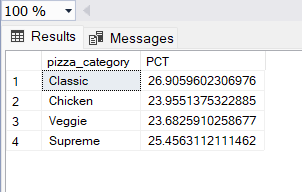 100 %
Results Messages
pizza_category PCT
1 Classic 26.9059602306976
2 Chicken 23.9551375322885
3 Veggie 23.6825910258677
4 Supreme 25.4563112111462